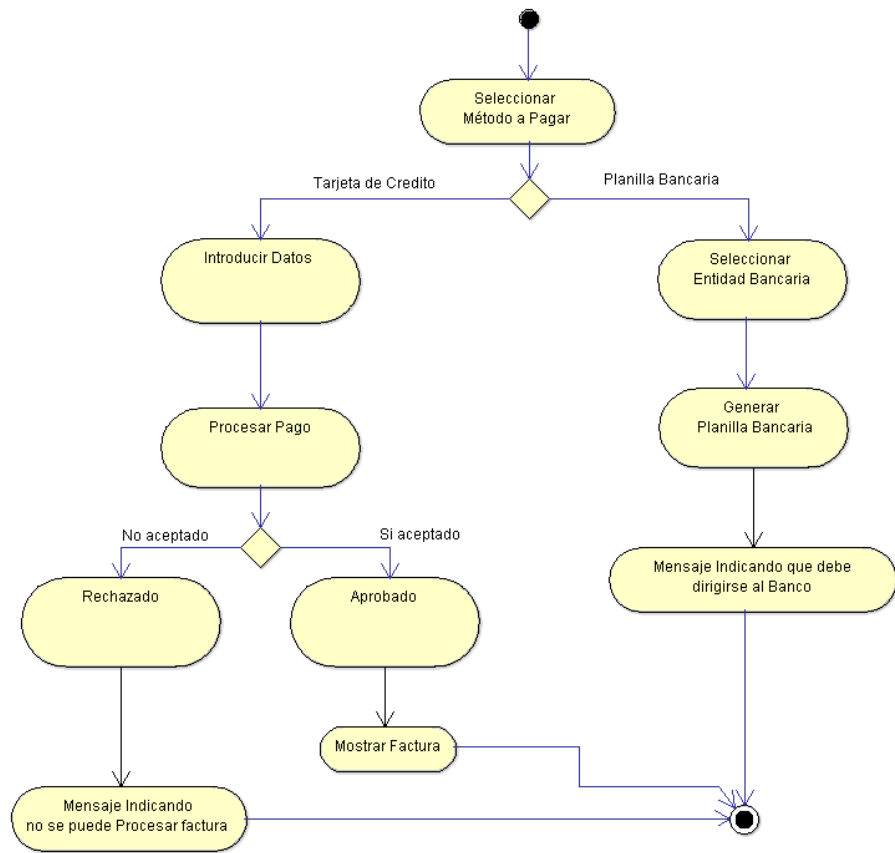 Seleccionar
Método a Pagar
Tarjeta de Credito
Planilla Bancaria
Introducir Datos
Seleccionar
Entidad Bancaria
Procesar Pago
Generar
Planilla Bancaria
No aceptado
Si aceptado
Mensaje Indicando que debe
dirigirse al Banco
Rechazado
Aprobado
Mostrar Factura
Mensaje Indicando
no se puede Procesar factura